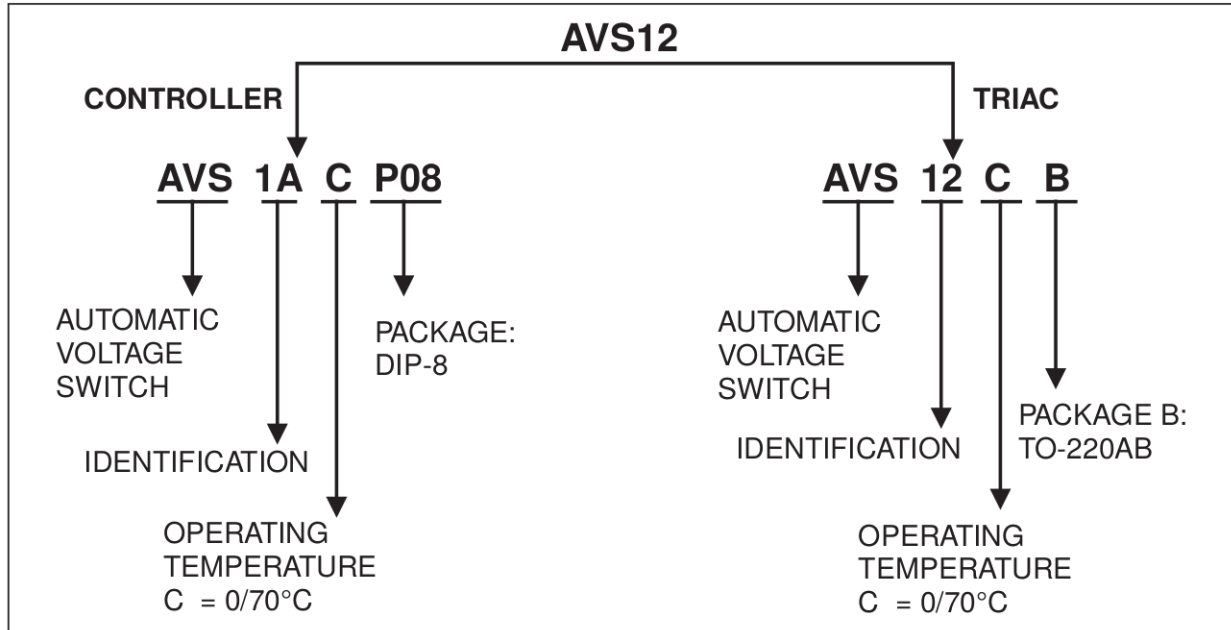 AVS12
CONTROLLER
TRIAC
AVS 1A C P08
AVS 12 C B
AUTOMATIC
VOLTAGE
SWITCH
PACKAGE:
DIP-8
IDENTIFICATION
OPERATING
TEMPERATURE
C = 0/70°C
AUTOMATIC
VOLTAGE
SWITCH
PACKAGE B:
TO-220AB
IDENTIFICATION
OPERATING
TEMPERATURE
C = 0/70°C